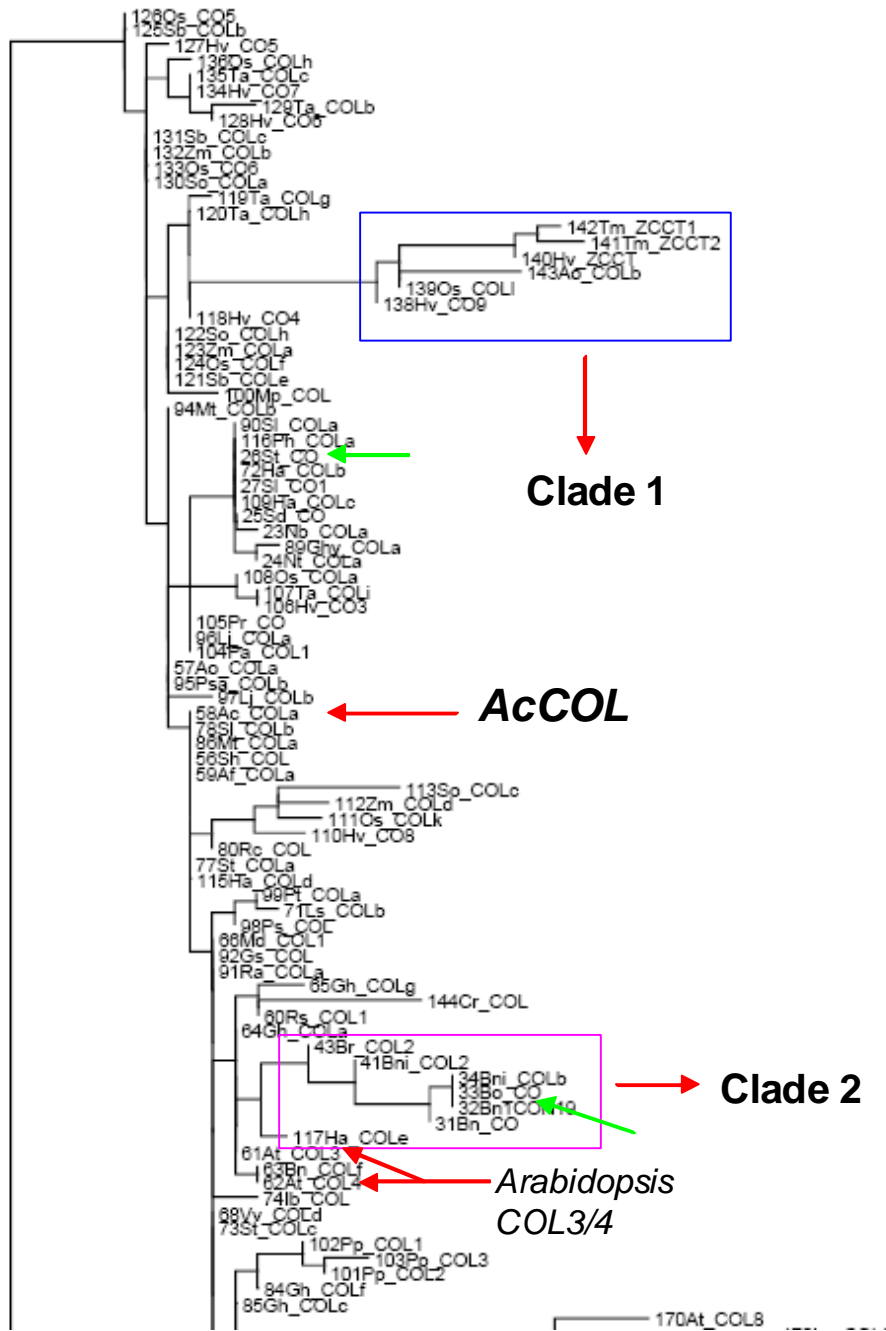 126Os_CO5
125Sb_COLb
127Hv_CO5
136Os_COLh
135Ta_COLc
134Hv_CO7
129Ta_COLb
128Hv_CO6
131Sb_COLc
132Zm_COLb
133Os_CO6
130So_COLa
119Ta_COLg
120Ta_COLh
142Tm_ZCCT1
141Tm_ZCCT2
140Hv_ZCCT
143Ao_COLb
139Os_COLl
138Hv_CO9
118Hv_CO4
122So_COLh
123Zm_COLa
124Os_COLf
121Sb_COLe
100Mp_COL
94Mt_COLb
90Sl_COLa
116Ph_COLa
26St_CO
72Ha_COLb
27Sl_CO1
109Ha_COLc
25Sd_CO
23Nb_COLa
89Ghy_COLa
24Nt_COLa
Clade 1
108Os_COLa
107Ta_COLi
106Hv_CO3
105Pr_CO
96Lj_COLa
104Pa_COL1
57Ao_COLa
95Psa_COLb
97Lj_COLb
58Ac_COLa
AcCOL
78Sl_COLb
86Mt_COLa
56Sh_COL
59Af_COLa
113So_COLc
112Zm_COLd
111Os_COLk
110Hv_CO8
80Rc_COL
77St_COLa
115Ha_COLd
99Pt_COLa
71Ls_COLb
98Ps_COL
66Md_COL1
92Gs_COL
91Ra_COLa
65Gh_COLg
144Cr_COL
60Rs_COL1
64Gh_COLa
43Br_COL2
41Bni_COL2
34Bni_COLb
33Bo_CO
31Bn_CO
Clade 2
117Ha_COLe
61At_COL3
63Bn_COLf
62At_COL4
Arabidopsis
COL3/4
74Ib_COL
68Vv_COLd
73St_COLc
102Pp_COL1
103Pp_COL3
101Pp_COL2
84Gh_COLf
85Gh_COLc
170At_COL8